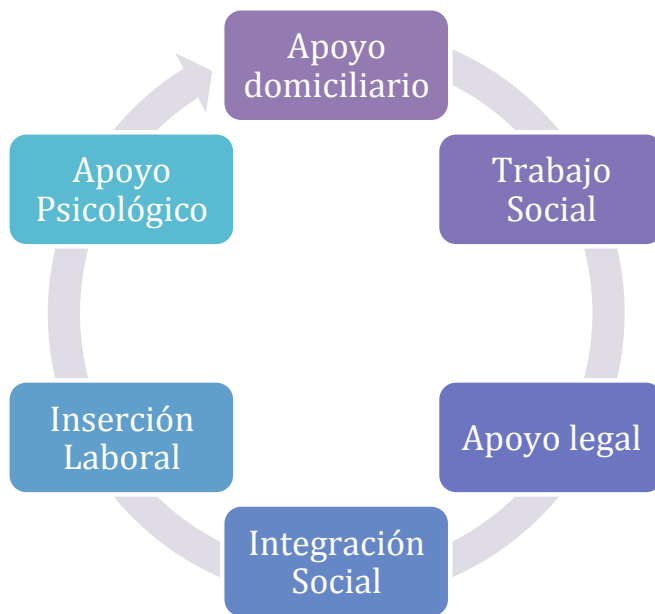 Apoyo
domiciliario
Trabajo
Social
Apoyo legal
Integración
Social
Inserción
Laboral
Apoyo
Psicológico